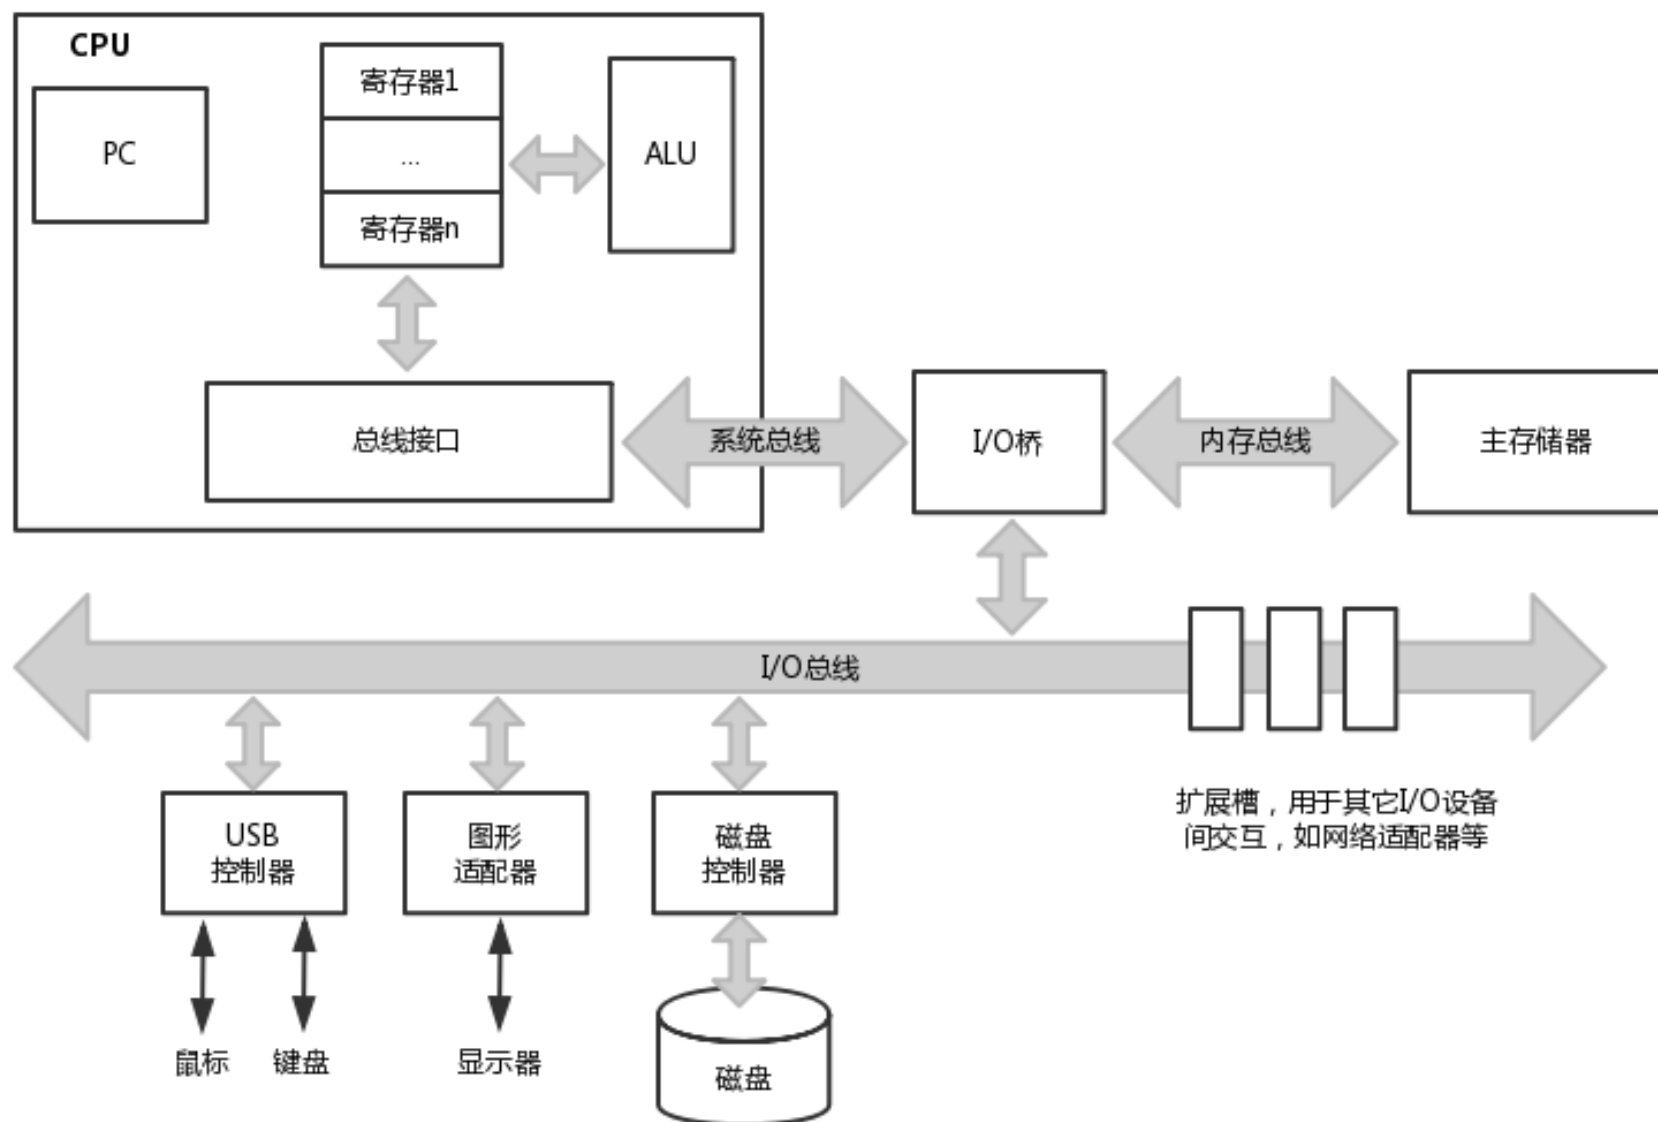 CPU
PC
寄存器1
...
寄存器n
ALU
总线接口
系统总线
I/O桥
内存总线
主存储器
I/O总线
USB
控制器
图形
适配器
磁盘
控制器
扩展槽，用于其它I/O设备
间交互，如网络适配器等
鼠标
键盘
显示器
磁盘